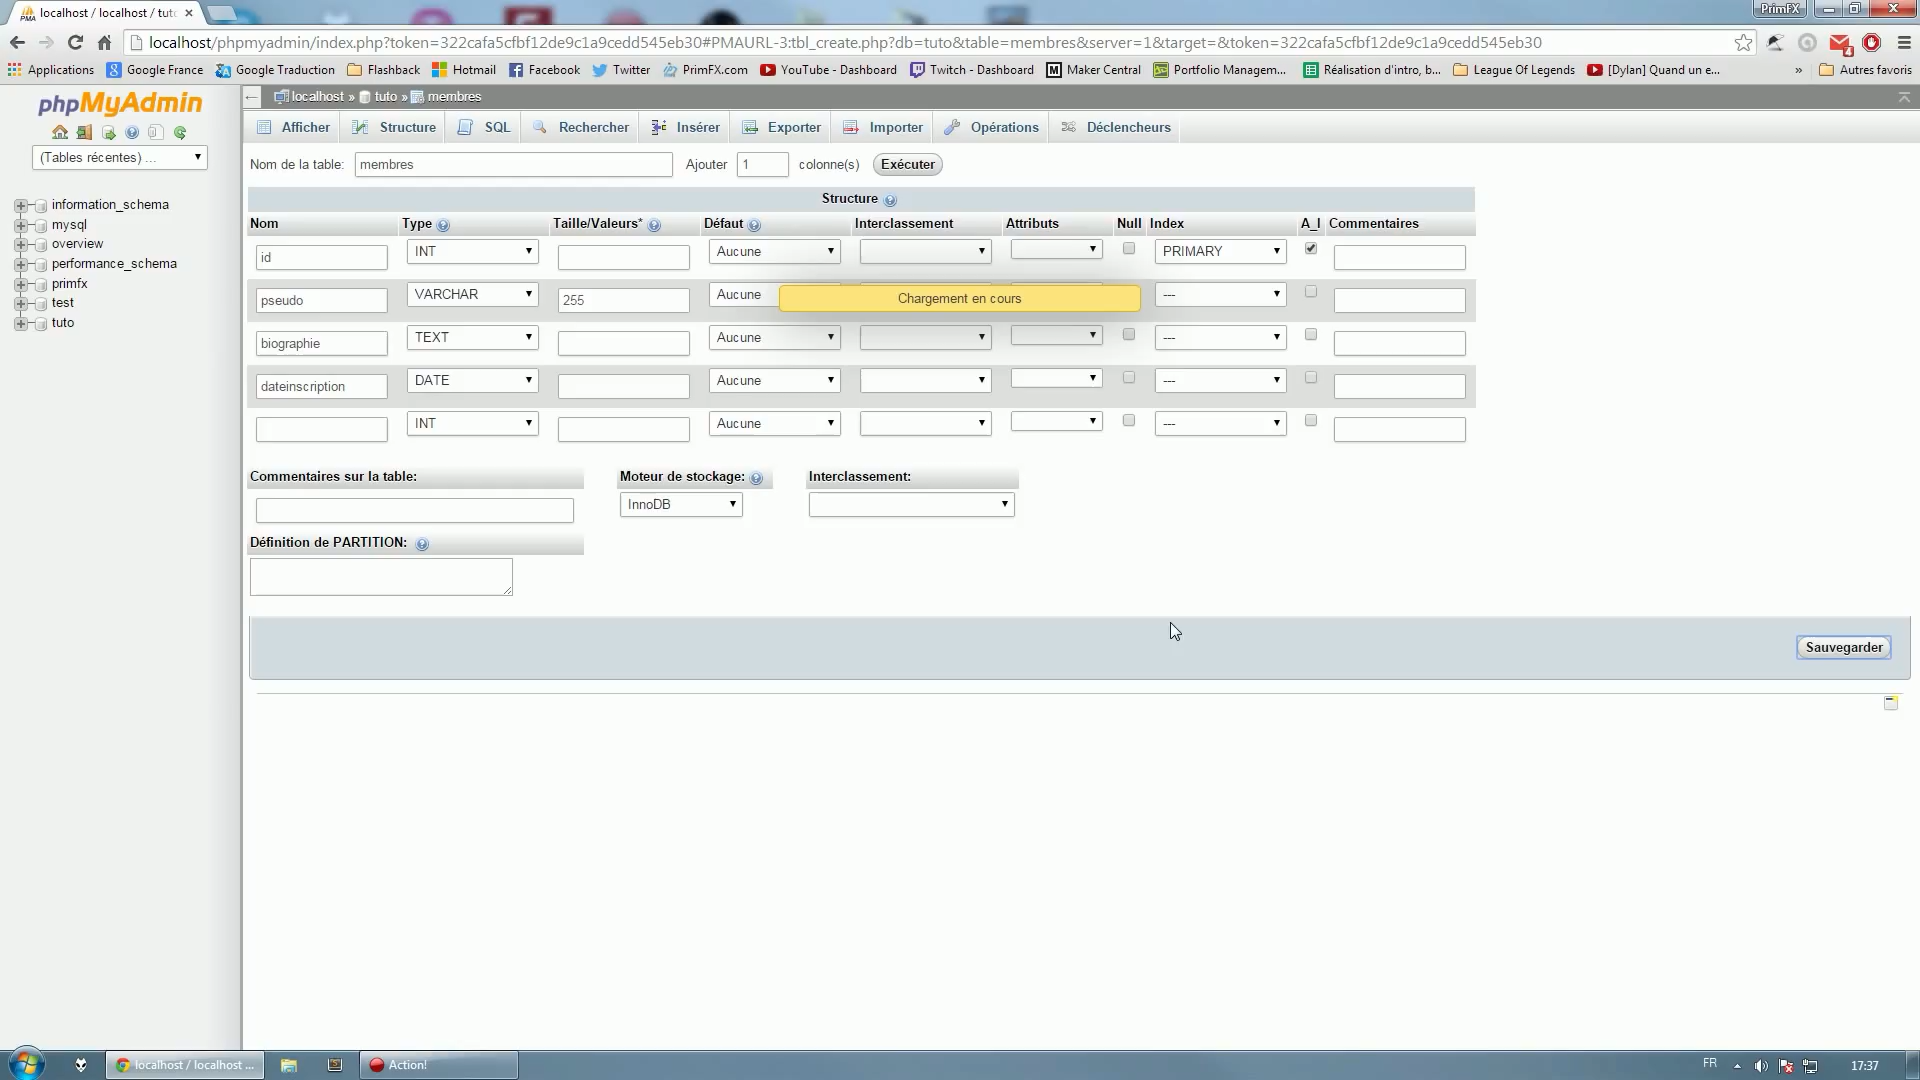 localhost / localhost / tuto
PrimFX
localhost/phpmyadmin/index.php?token=322cafa5cfbf12de9c1a9cedd545eb30#PMAURL-3:tbl_create.php?db=tuto&table=membres&server=1&target=&token=322cafa5cfbf12de9c1a9cedd545eb30
4
Applications Google France Google Traduction Flashback Hotmail Facebook Twitter PrimFX.com YouTube - Dashboard Twitch - Dashboard Maker Central Portfolio Managem... Réalisation d'intro, b... League Of Legends [Dylan] Quand un e... » Autres favoris
phpMyAdmin
(Tables récentes) ...
information_schema
mysql
overview
performance_schema
primfx
test
tuto
localhost » tuto » membres
Afficher Structure SQL Rechercher Insérer Exporter Importer Opérations Déclencheurs
Nom de la table: membres Ajouter 1 colonne(s) Exécuter
Structure
Nom Type Taille/Valeurs* Défaut Interclassement Attributs Null Index A_I Commentaires
id INT Aucune PRIMARY
pseudo VARCHAR 255 Aucune Chargement en cours ---
biographie TEXT Aucune ---
dateinscription DATE Aucune ---
INT Aucune ---
Commentaires sur la table: Moteur de stockage: Interclassement:
InnoDB
Définition de PARTITION:
Sauvegarder
localhost / localhost ... Action! FR 17:37